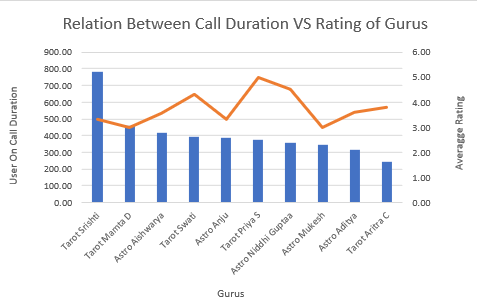 Relation Between Call Duration VS Rating of Gurus
900.00
800.00
700.00
600.00
500.00
400.00
300.00
200.00
100.00
0.00
User On Call Duration
6.00
5.00
4.00
3.00
2.00
1.00
0.00
Averagge Rating
Tarot Srishti
Tarot Mamta D
Astro Aishwarya
Tarot Swati
Astro Anju
Tarot Priya S
Astro Niddhi Guptaa
Astro Mukesh
Astro Aditya
Tarot Aritra C
Gurus